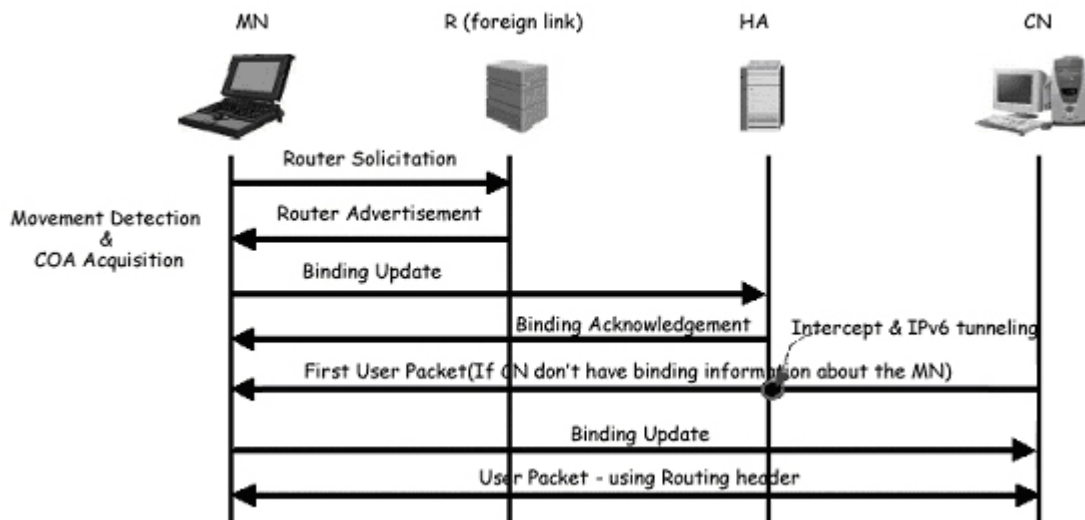 MN
R (foreign link)
HA
CN
Router Solicitation
Router Advertisement
Movement Detection
&
COA Acquisition
Binding Update
Binding Acknowledgement
Intercept & IPv6 tunneling
First User Packet(If CN don't have binding information about the MN)
Binding Update
User Packet - using Routing header